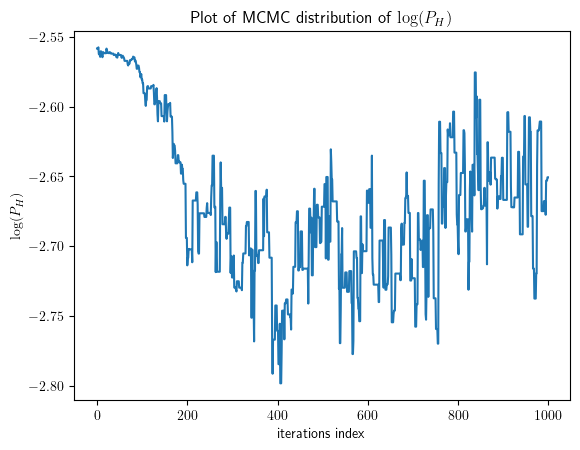 Plot of MCMC distribution of log(P_H)
−2.55
−2.60
−2.65
−2.70
−2.75
−2.80
log(P_H)
0 200 400 600 800 1000
iterations index